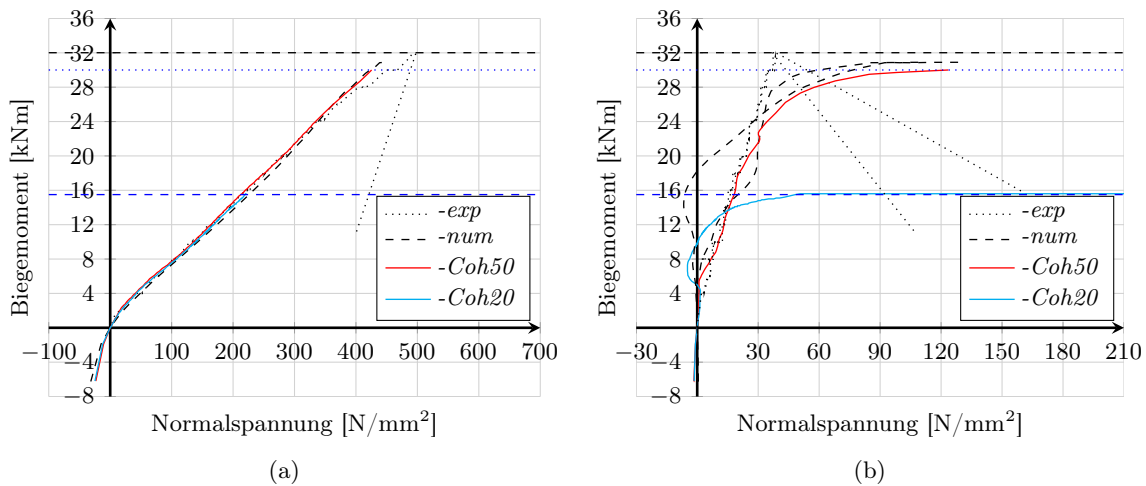 36
32
28
24
20
16
12
8
4
−4
−8
−100 100 200 300 400 500 600 700
Biegemoment [kNm]
Normalspannung [N/mm²]
-exp
-num
-Coh50
-Coh20
(a)
36
32
28
24
20
16
12
8
4
−4
−8
−30 30 60 90 120 150 180 210
Biegemoment [kNm]
Normalspannung [N/mm²]
-exp
-num
-Coh50
-Coh20
(b)